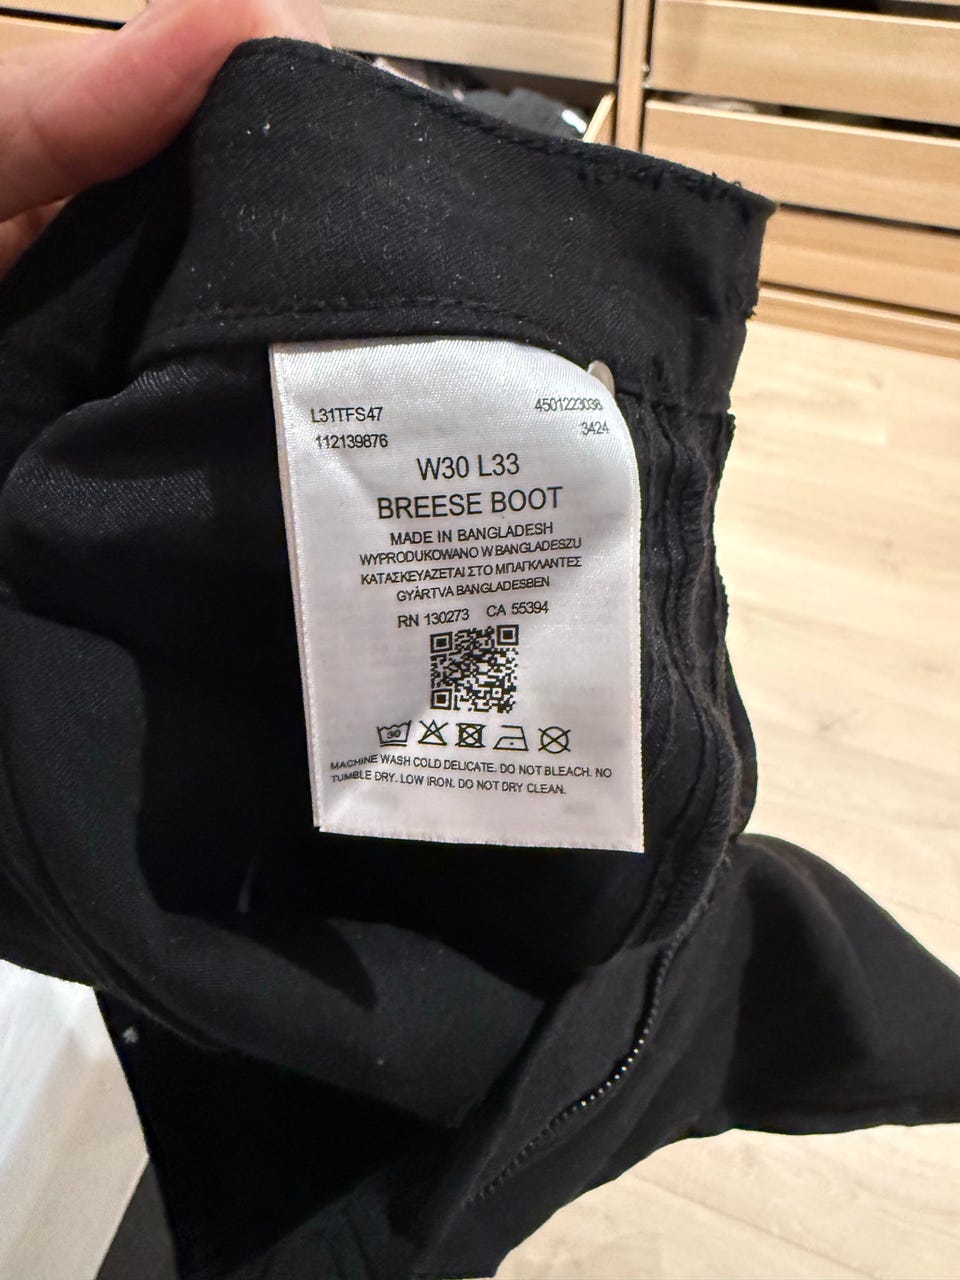 L31TFS47 4501223038
112139876 3424
W30 L33
BREESE BOOT
MADE IN BANGLADESH
WYPRODUKOWANO W BANGLADESZU
ΚΑΤΑΣΚΕΥΑΖΕΤΑΙ ΣΤΟ ΜΠΑΓΚΛΑΝΤΕΣ
GYÁRTVA BANGLADESBEN
RN 130273 CA 55394
30
MACHINE WASH COLD DELICATE. DO NOT BLEACH. NO
TUMBLE DRY. LOW IRON. DO NOT DRY CLEAN.